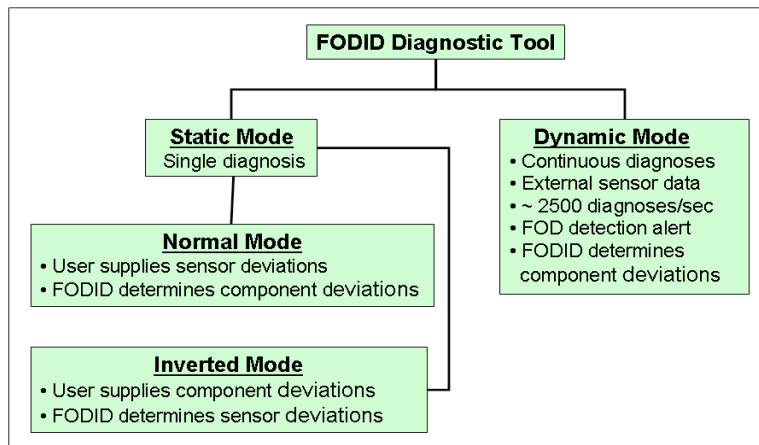 FODID Diagnostic Tool
Static Mode
Single diagnosis
Normal Mode
• User supplies sensor deviations
• FODID determines component deviations
Inverted Mode
• User supplies component deviations
• FODID determines sensor deviations
Dynamic Mode
• Continuous diagnoses
• External sensor data
• ~ 2500 diagnoses/sec
• FOD detection alert
• FODID determines
component deviations